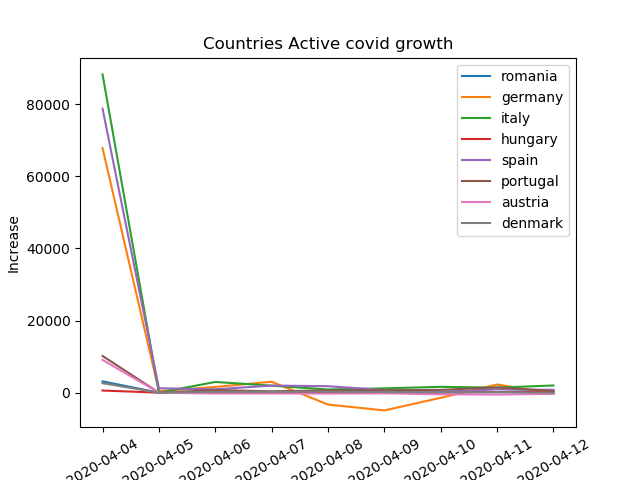 Countries Active covid growth
romania
germany
italy
hungary
spain
portugal
austria
denmark
Increase
80000
60000
40000
20000
0
2020-04-04
2020-04-05
2020-04-06
2020-04-07
2020-04-08
2020-04-09
2020-04-10
2020-04-11
2020-04-12